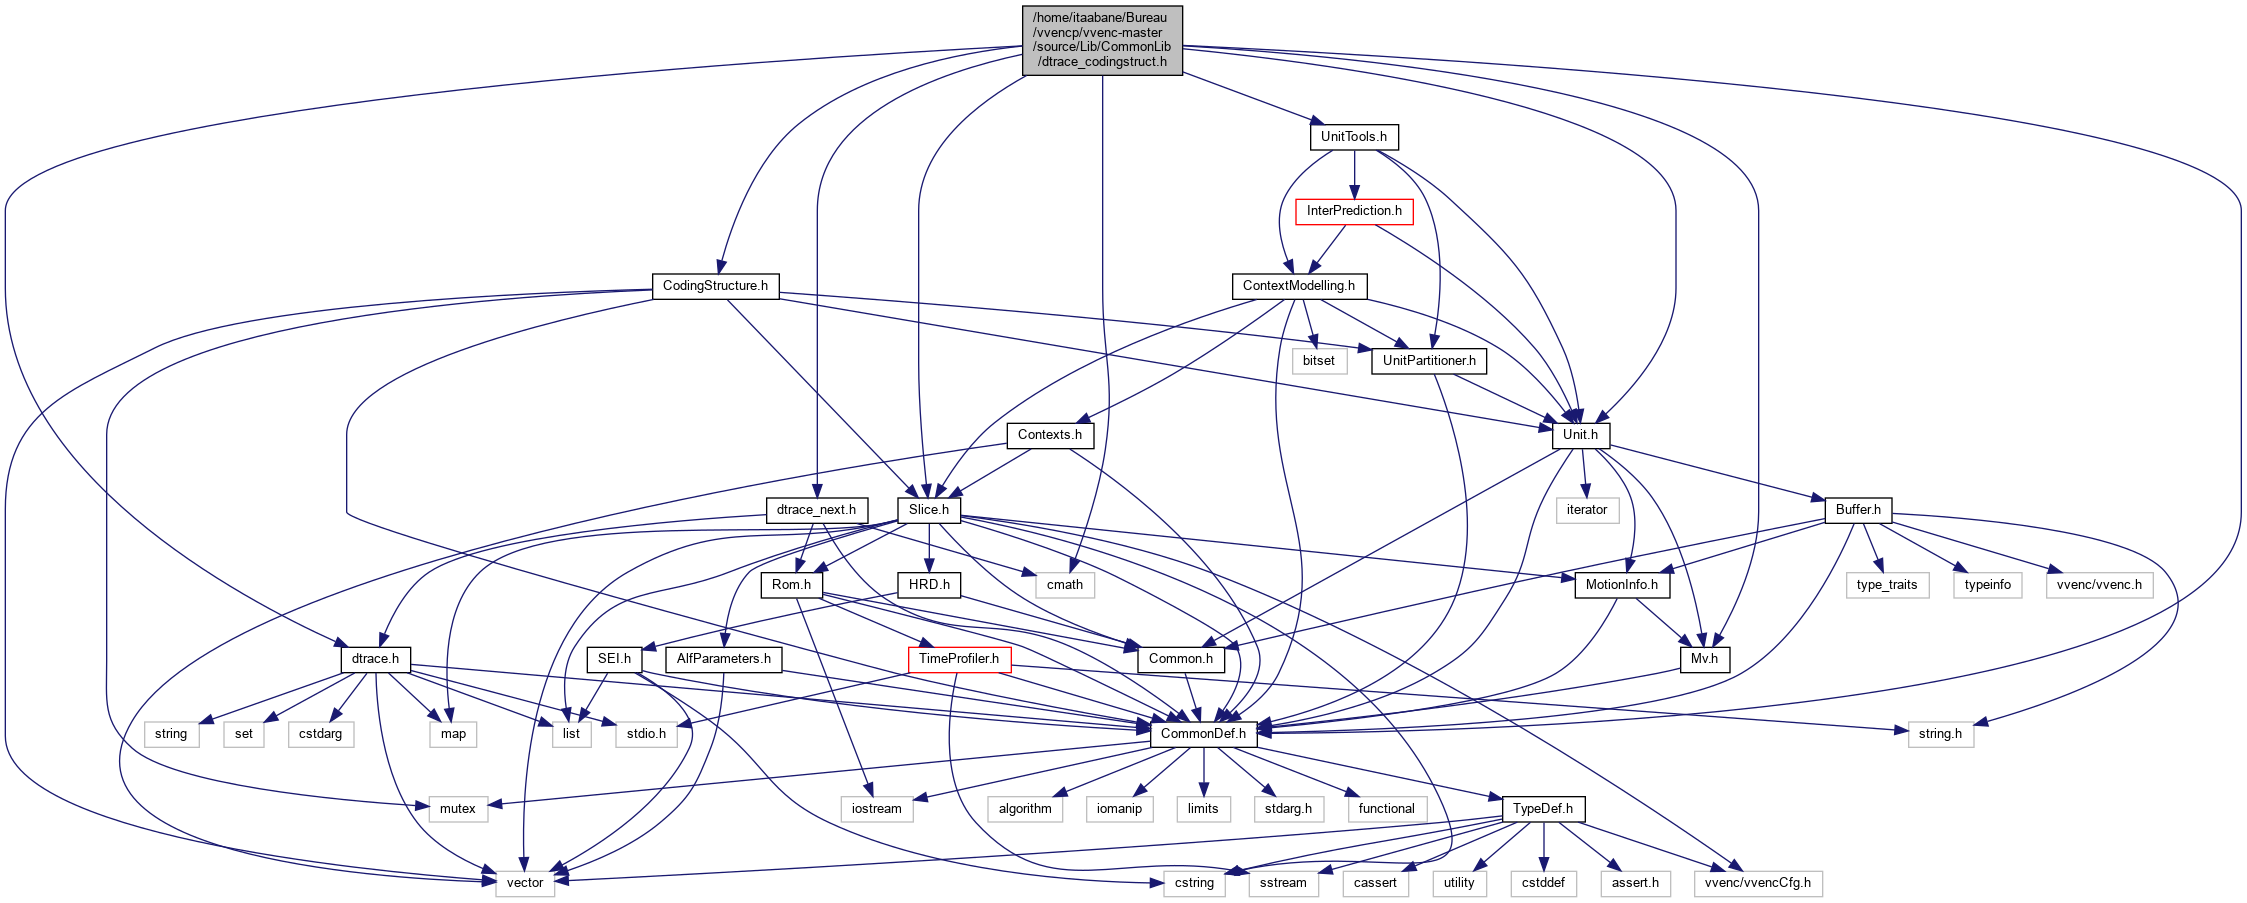 /home/itaabane/Bureau
/vvencp/vvenc-master
/source/Lib/CommonLib
/dtrace_codingstruct.h
UnitTools.h
InterPrediction.h
CodingStructure.h
ContextModelling.h
bitset
UnitPartitioner.h
Contexts.h
Unit.h
dtrace_next.h
Slice.h
iterator
Buffer.h
Rom.h
HRD.h
cmath
MotionInfo.h
type_traits
typeinfo
vvenc/vvenc.h
dtrace.h
SEI.h
AlfParameters.h
TimeProfiler.h
Common.h
Mv.h
string
set
cstdarg
map
list
stdio.h
CommonDef.h
string.h
mutex
iostream
algorithm
iomanip
limits
stdarg.h
functional
TypeDef.h
vector
cstring
sstream
cassert
utility
cstddef
assert.h
vvenc/vvencCfg.h